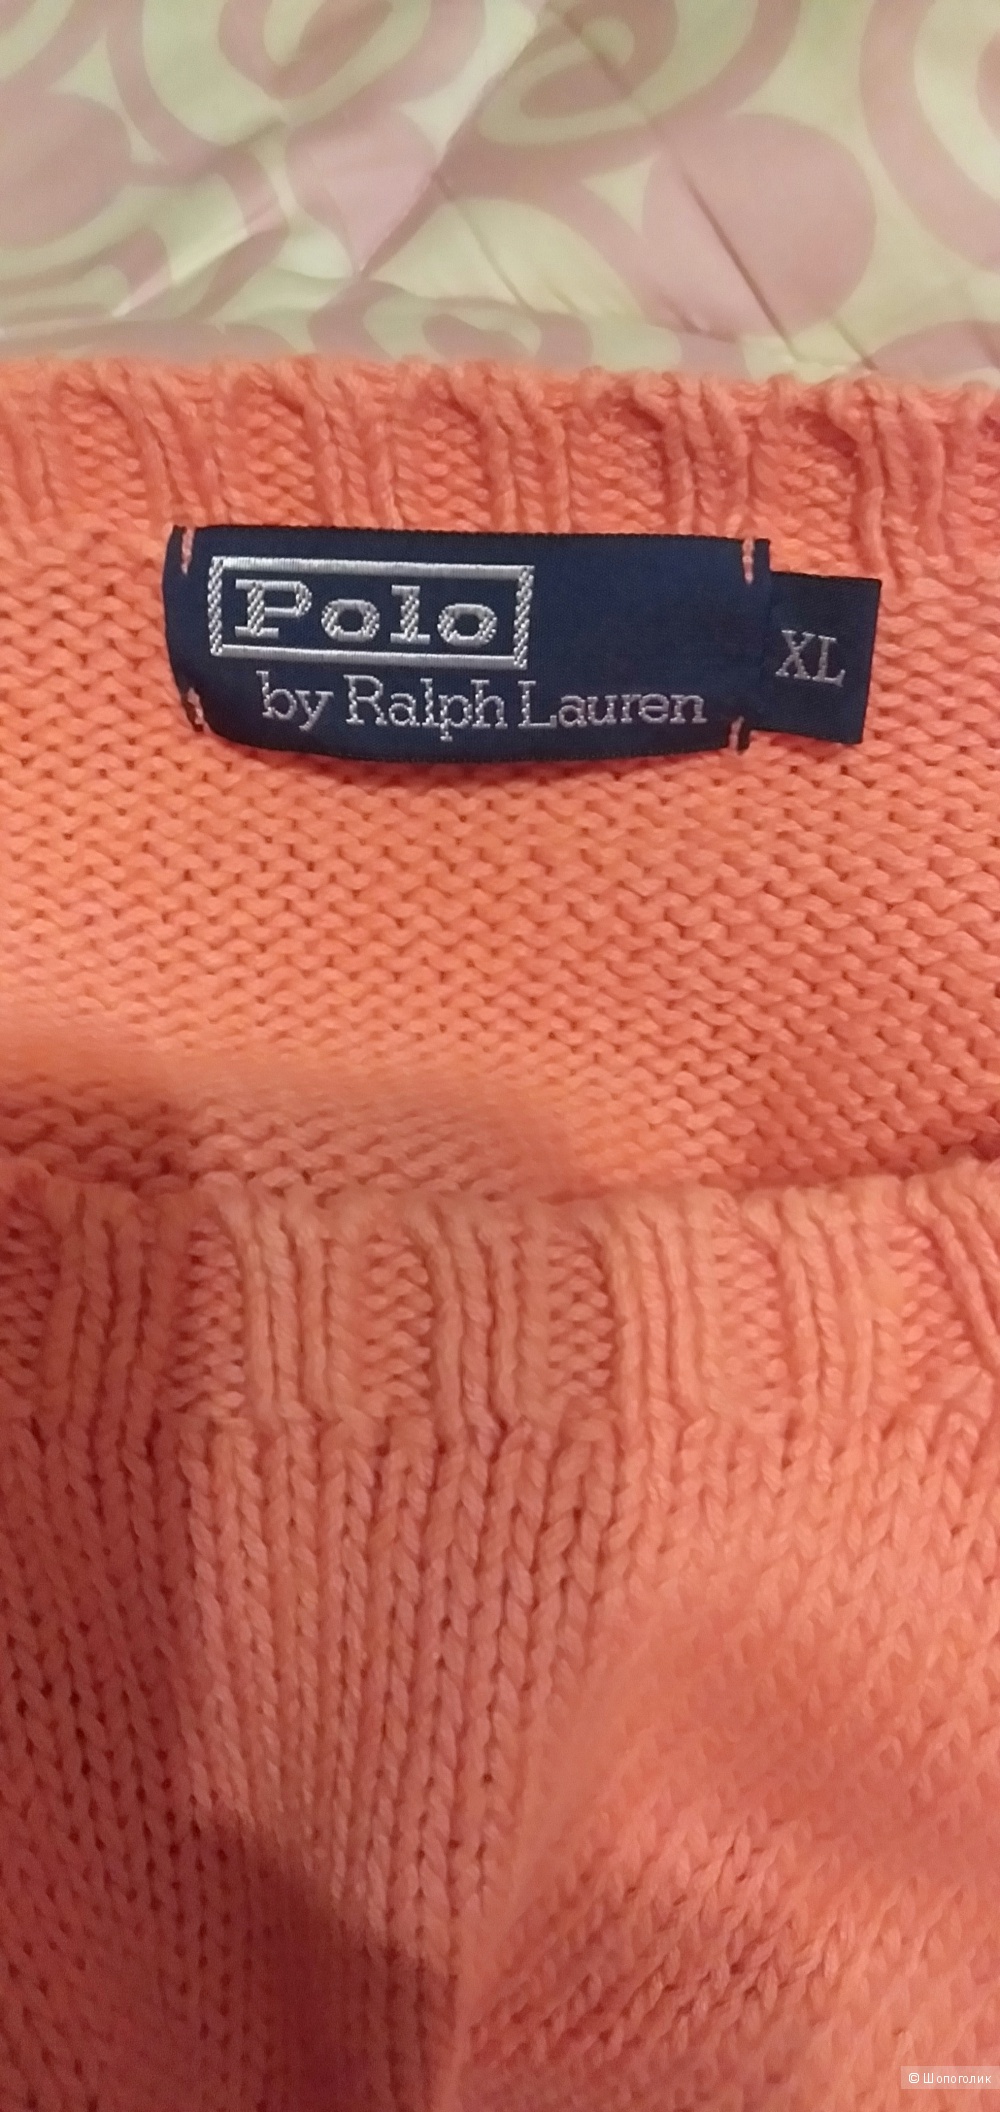 Polo
by Ralph Lauren
XL
© Шопоголик